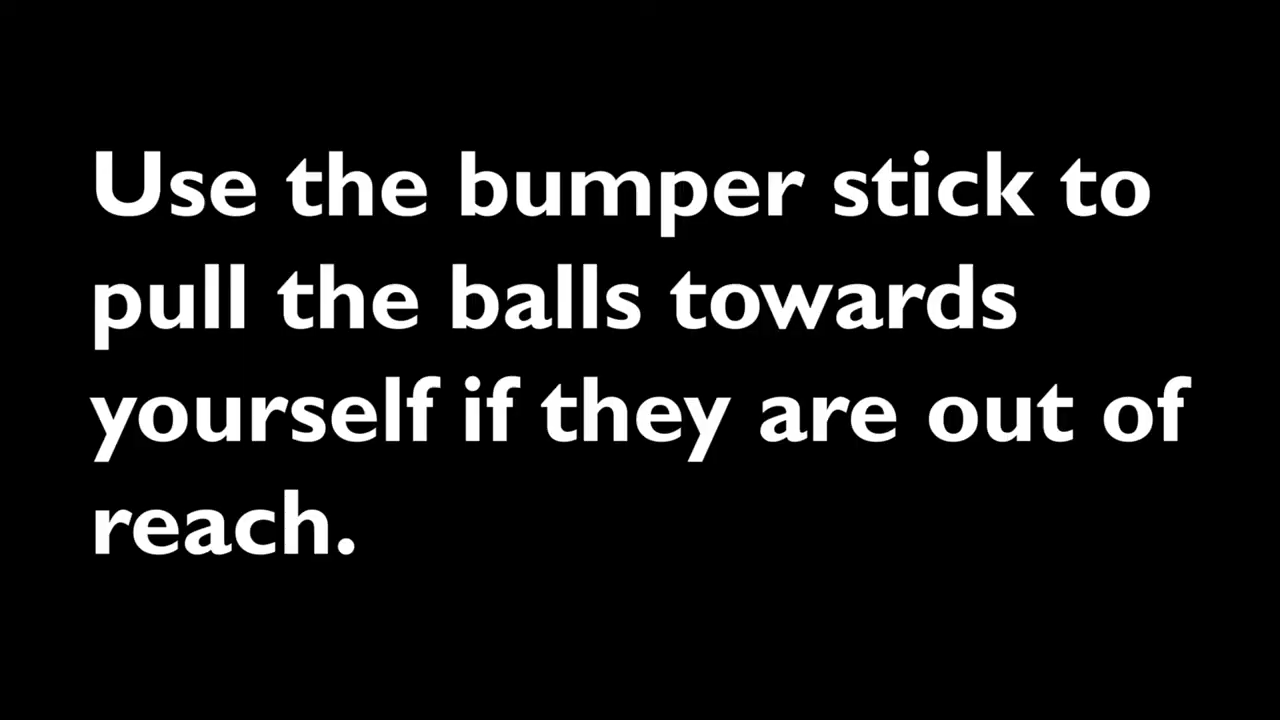 Use the bumper stick to
pull the balls towards
yourself if they are out of
reach.